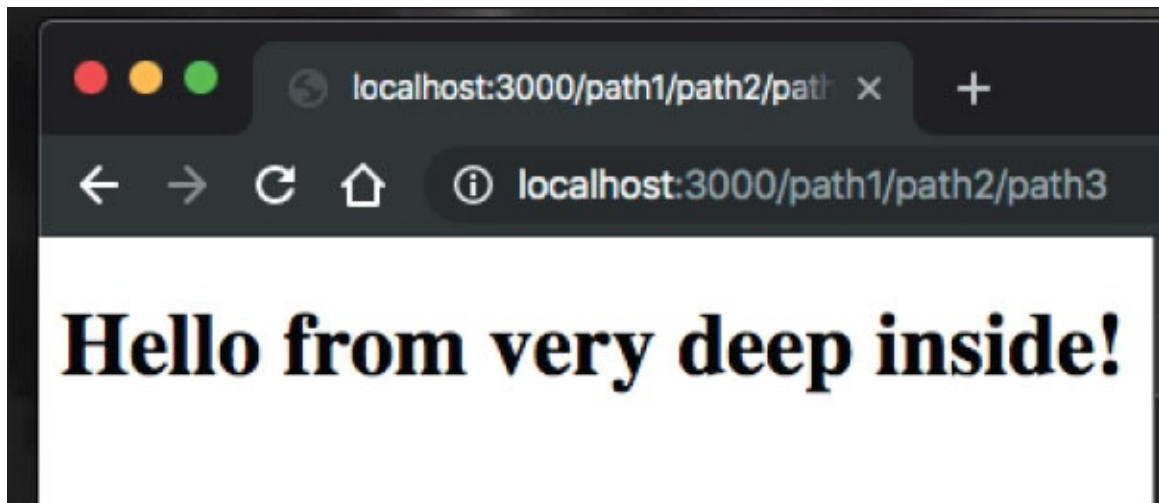 localhost:3000/path1/path2/path
localhost:3000/path1/path2/path3
Hello from very deep inside!